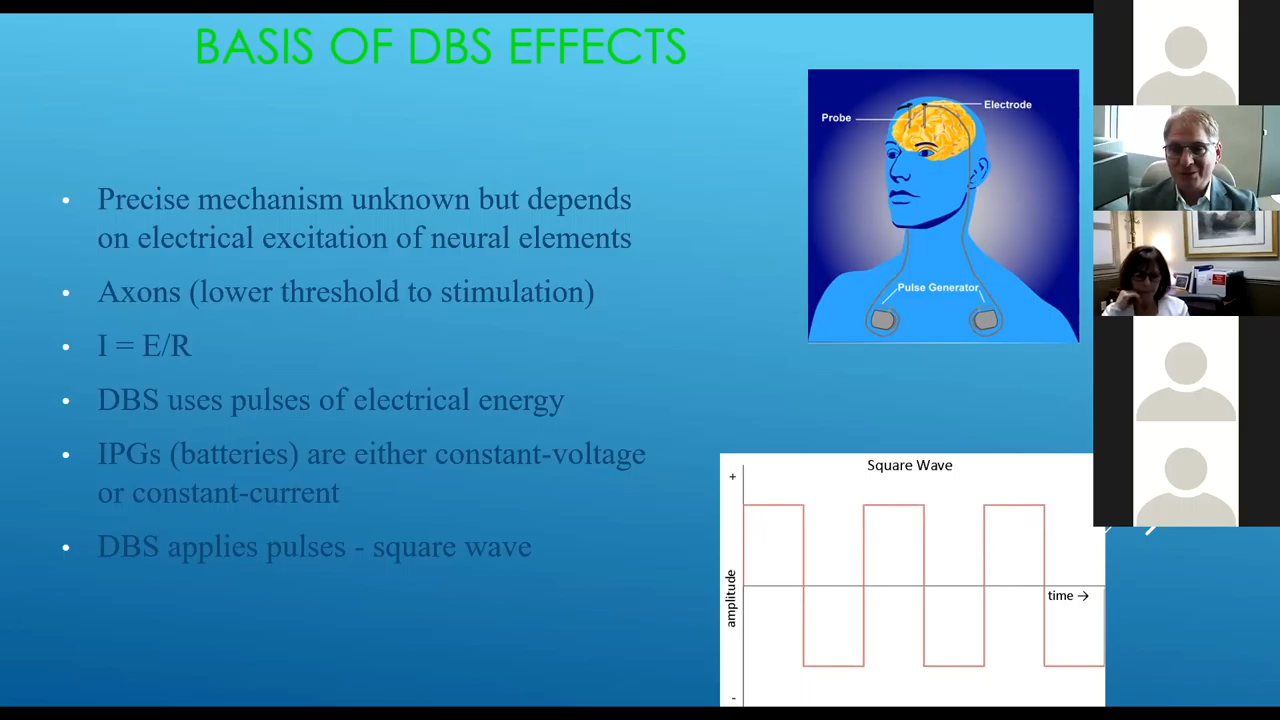 BASIS OF DBS EFFECTS
• Precise mechanism unknown but depends
on electrical excitation of neural elements
• Axons (lower threshold to stimulation)
• I = E/R
• DBS uses pulses of electrical energy
• IPGs (batteries) are either constant-voltage
or constant-current
• DBS applies pulses - square wave
Electrode
Probe
Pulse Generator
Square Wave
+
amplitude
time →
-